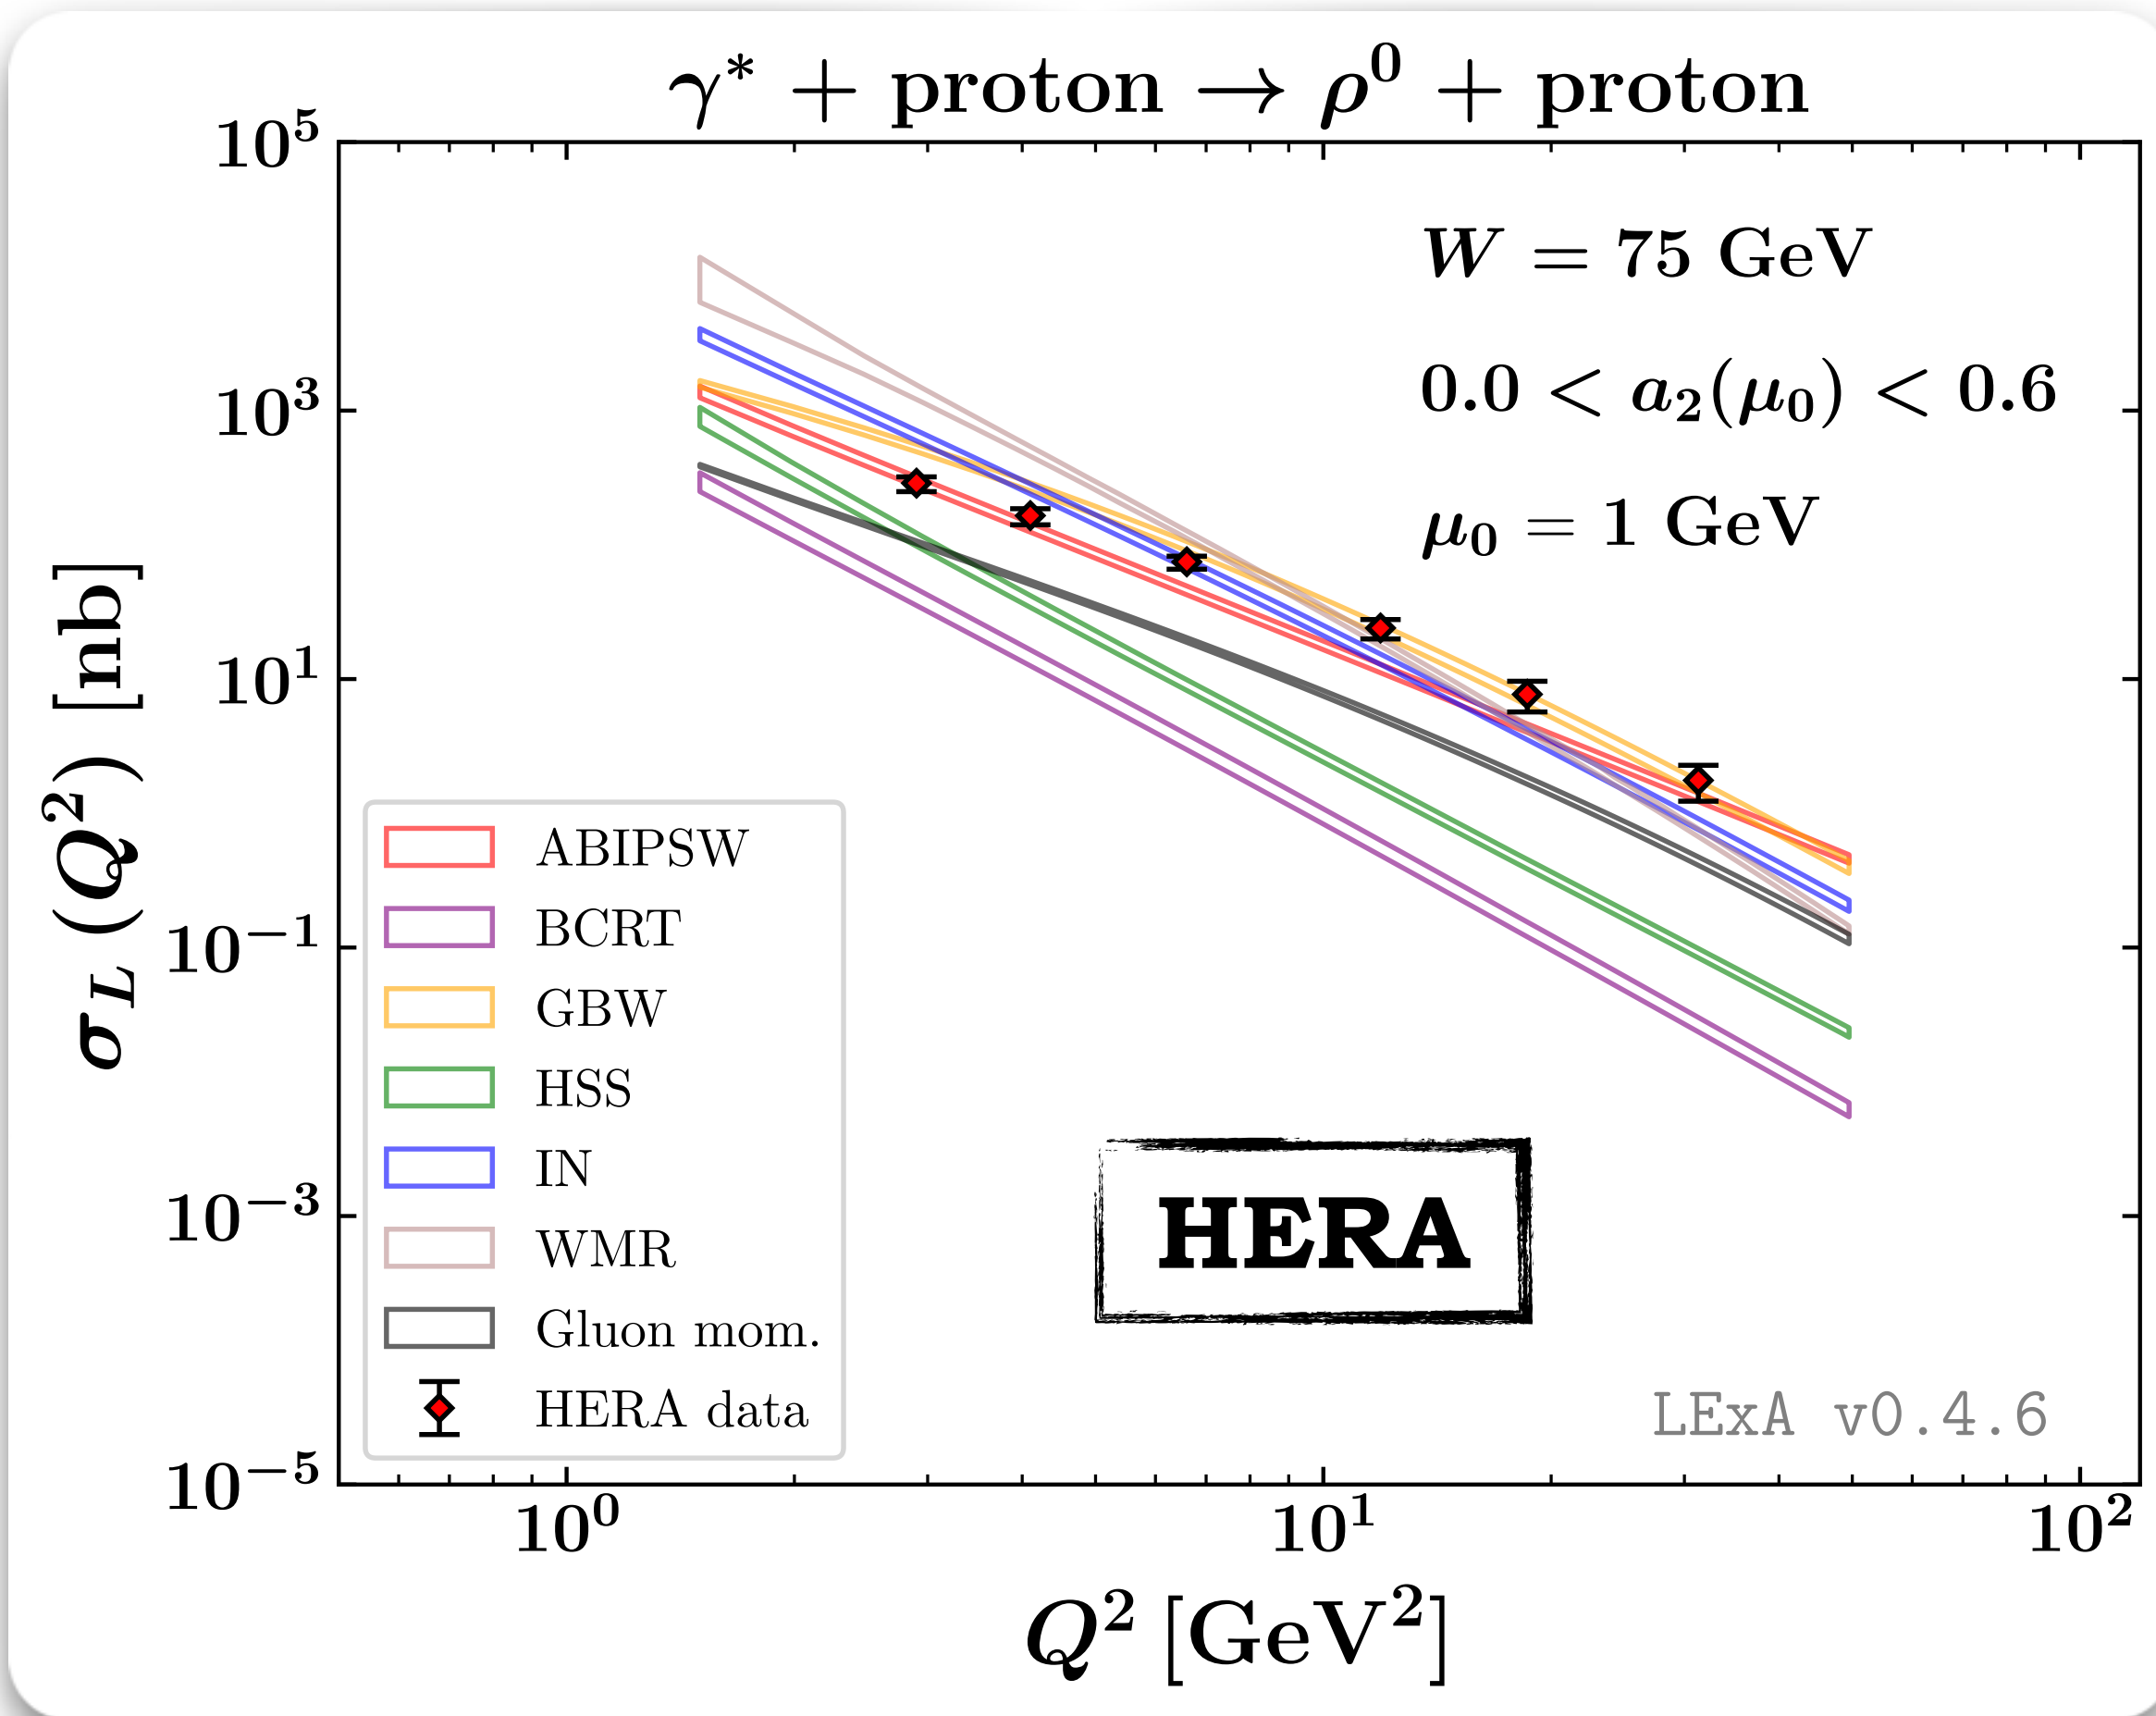 γ* + proton → ρ⁰ + proton
10⁵
10³
10¹
10⁻¹
10⁻³
10⁻⁵
σ_L (Q²) [nb]
W = 75 GeV
0.0 < a₂(μ₀) < 0.6
μ₀ = 1 GeV
ABIPSW
BCRT
GBW
HSS
IN
WMR
Gluon mom.
HERA data
HERA
LExA v0.4.6
10⁰ 10¹ 10²
Q² [GeV²]